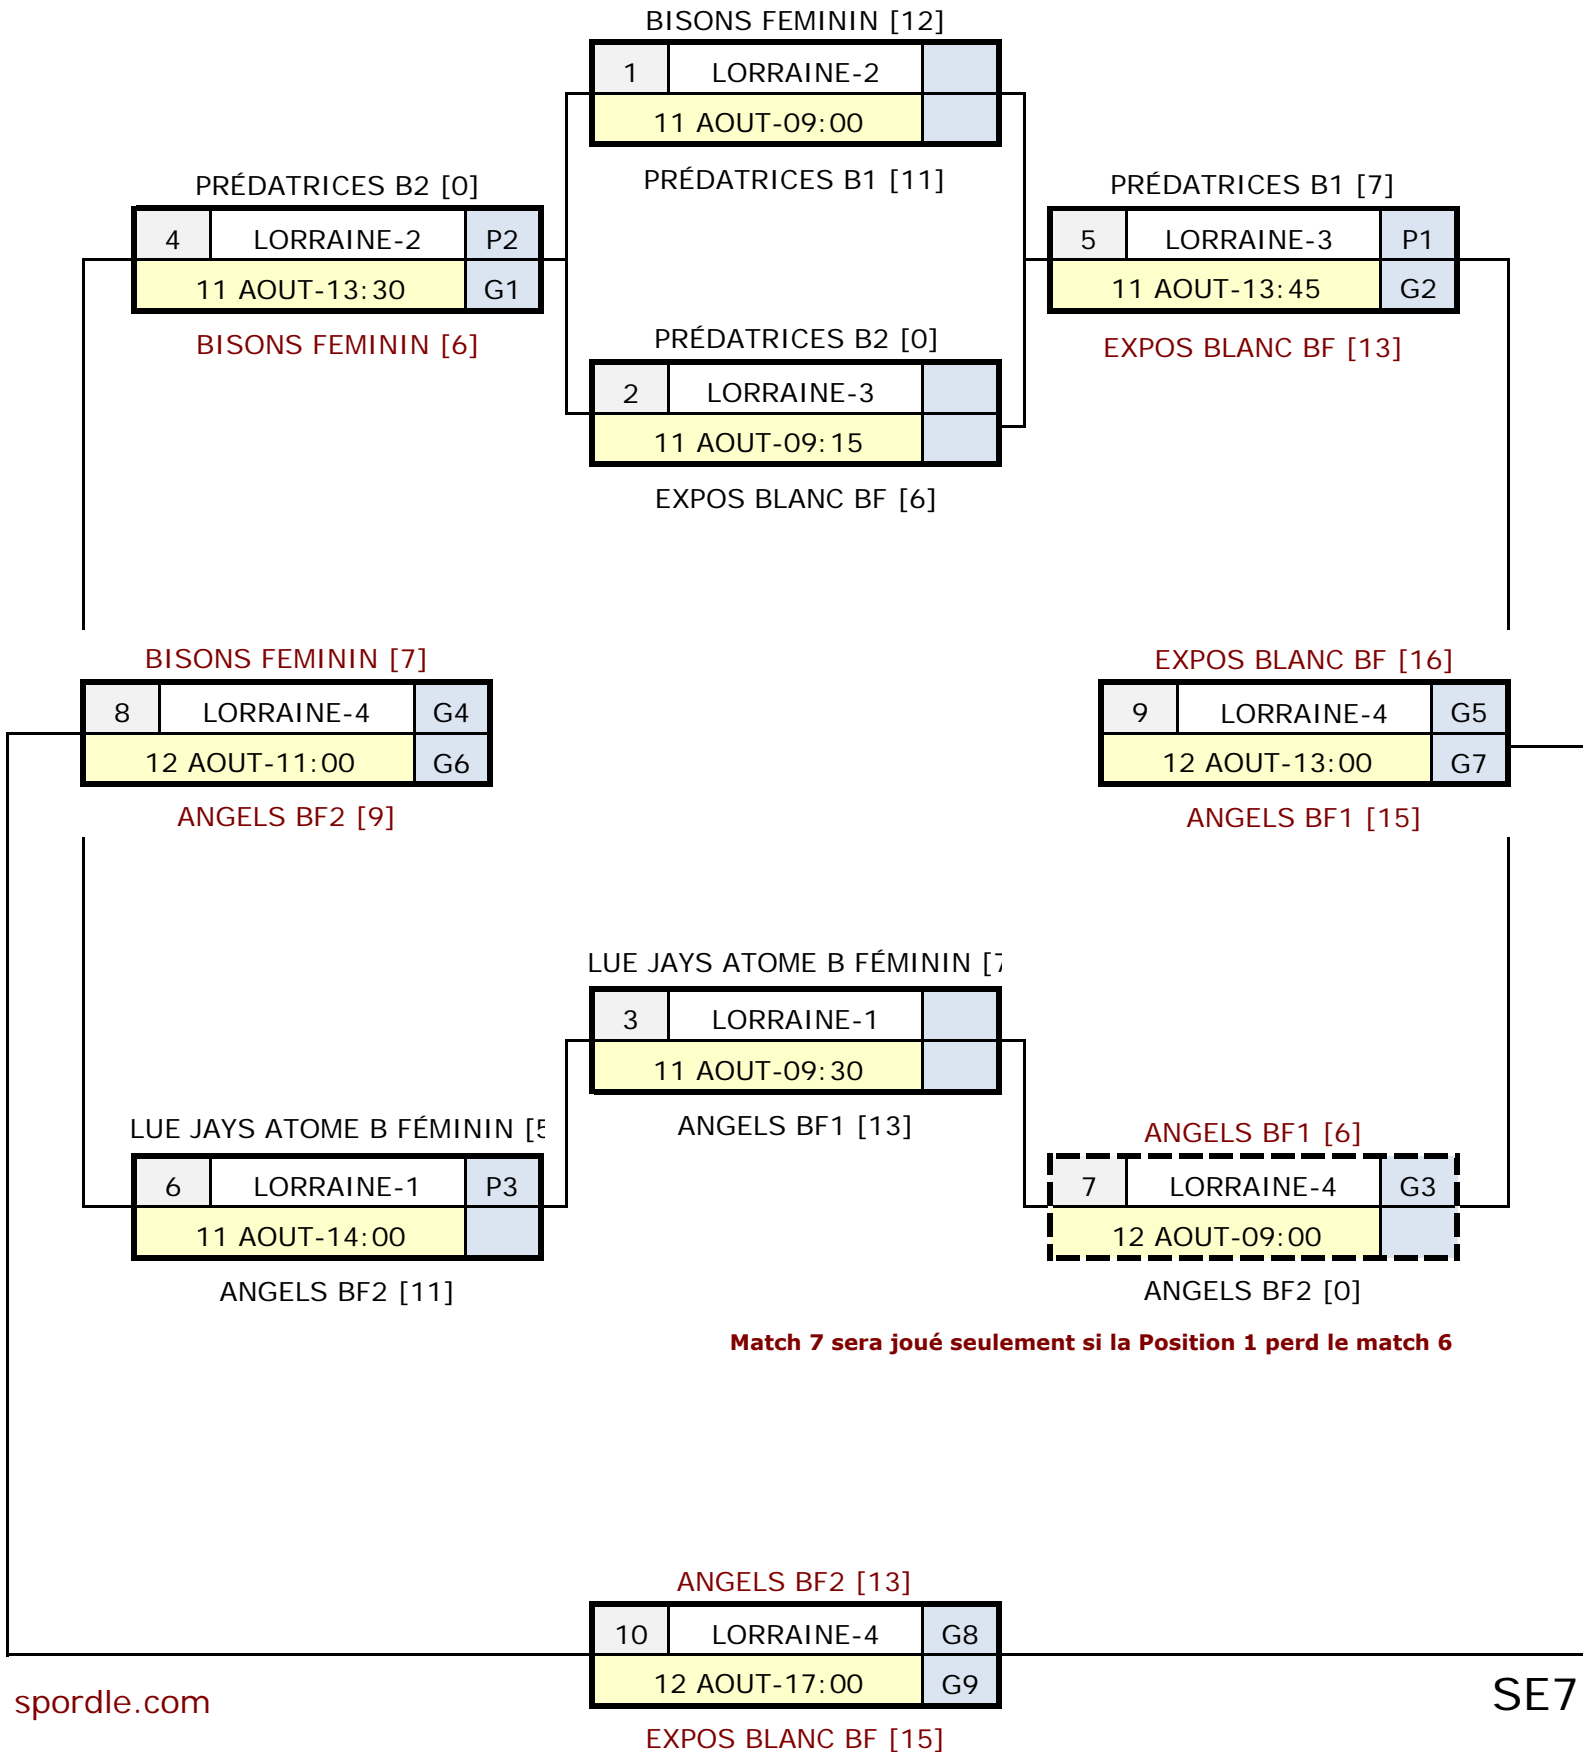 BISONS FEMININ [12]
1 LORRAINE-2
11 AOUT-09:00
PRÉDATRICES B1 [11]
PRÉDATRICES B2 [0]
4 LORRAINE-2 P2
11 AOUT-13:30 G1
BISONS FEMININ [6]
PRÉDATRICES B1 [7]
5 LORRAINE-3 P1
11 AOUT-13:45 G2
EXPOS BLANC BF [13]
PRÉDATRICES B2 [0]
2 LORRAINE-3
11 AOUT-09:15
EXPOS BLANC BF [6]
BISONS FEMININ [7]
8 LORRAINE-4 G4
12 AOUT-11:00 G6
ANGELS BF2 [9]
EXPOS BLANC BF [16]
9 LORRAINE-4 G5
12 AOUT-13:00 G7
ANGELS BF1 [15]
LUE JAYS ATOME B FÉMININ [7
3 LORRAINE-1
11 AOUT-09:30
ANGELS BF1 [13]
LUE JAYS ATOME B FÉMININ [5
6 LORRAINE-1 P3
11 AOUT-14:00
ANGELS BF2 [11]
ANGELS BF1 [6]
7 LORRAINE-4 G3
12 AOUT-09:00
ANGELS BF2 [0]
Match 7 sera joué seulement si la Position 1 perd le match 6
ANGELS BF2 [13]
10 LORRAINE-4 G8
12 AOUT-17:00 G9
EXPOS BLANC BF [15]
spordle.com
SE7